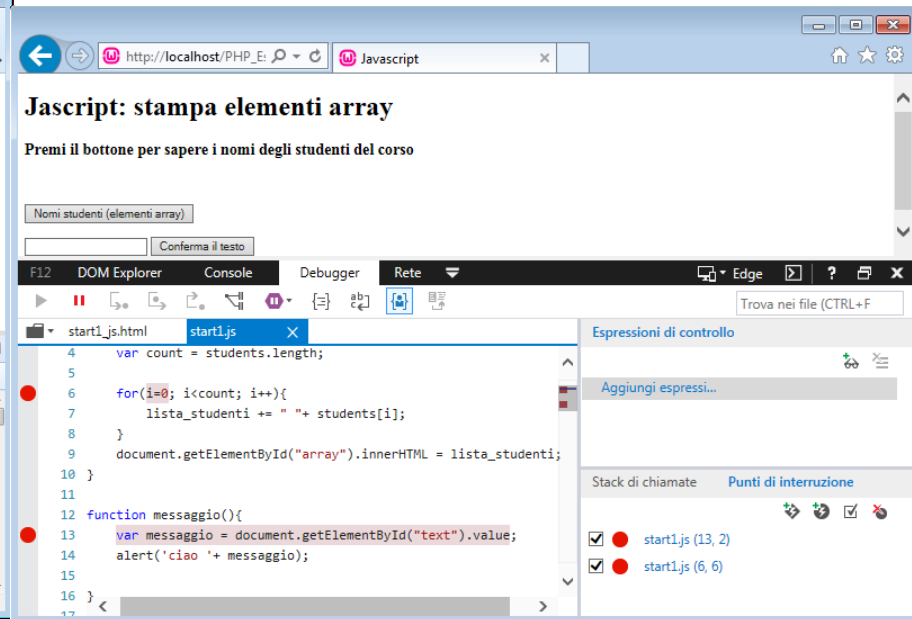 http://localhost/PHP_E
Javascript
Jascript: stampa elementi array
Premi il bottone per sapere i nomi degli studenti del corso
Nomi studenti (elementi array)
Conferma il testo
F12 DOM Explorer Console Debugger Rete Edge ?
Trova nei file (CTRL+F
start1_js.html start1.js
4 var count = students.length;
5
6 for(i=0; i<count; i++){
7 lista_studenti += " "+ students[i];
8 }
9 document.getElementById("array").innerHTML = lista_studenti;
10 }
11
12 function messaggio(){
13 var messaggio = document.getElementById("text").value;
14 alert('ciao '+ messaggio);
15
16 }
17
Espressioni di controllo
Aggiungi espressi...
Stack di chiamate Punti di interruzione
start1.js (13, 2)
start1.js (6, 6)